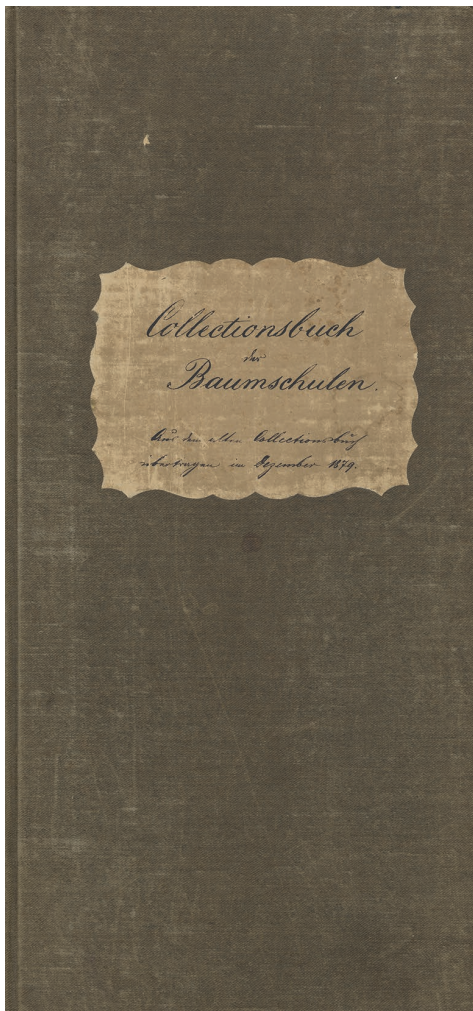 Collectionsbuch
der
Baumschulen.
Aus dem alten Collectionsbuch
übertragen im Dezember 1879.